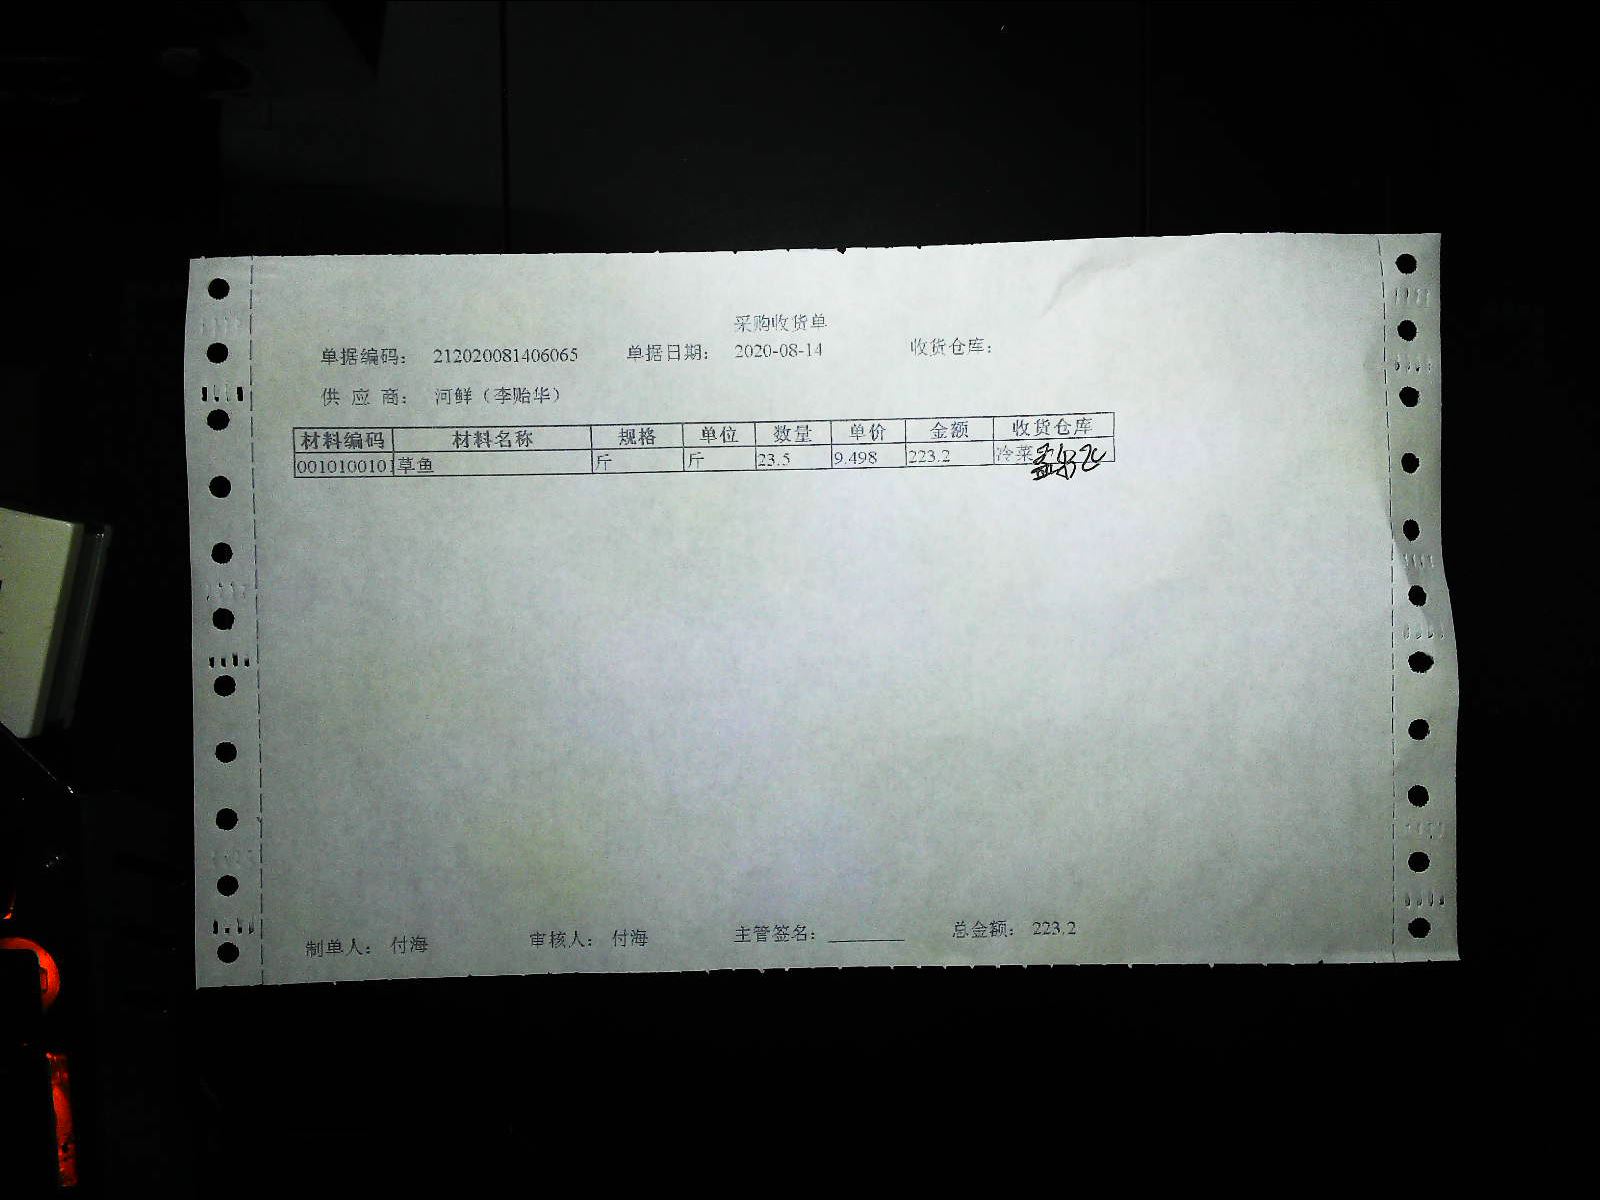 采购收货单
单据编码： 212020081406065 单据日期： 2020-08-14 收货仓库：
供 应 商： 河鲜（李贻华）
材料编码 材料名称 规格 单位 数量 单价 金额 收货仓库
0010100101 草鱼 斤 斤 23.5 9.498 223.2 冷菜
制单人： 付海 审核人： 付海 主管签名： ________ 总金额： 223.2